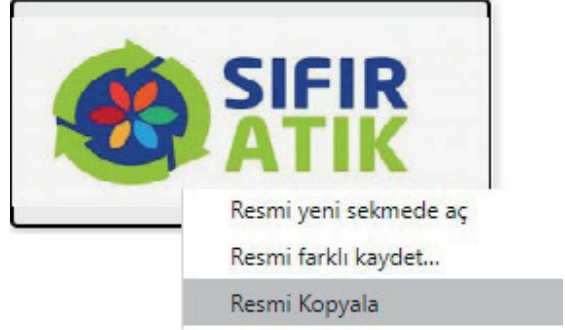 SIFIR
ATIK
Resmi yeni sekmede aç
Resmi farklı kaydet...
Resmi Kopyala